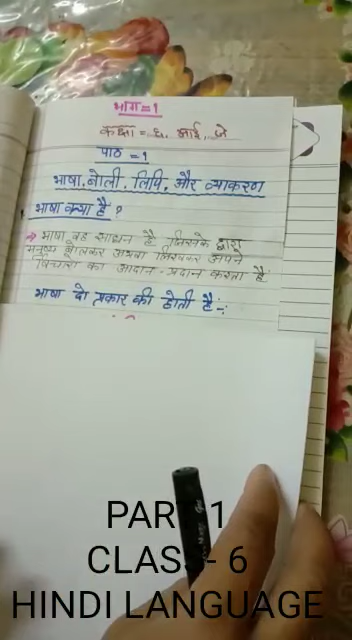 भाग=1
कक्षा = ६. आई, जे
पाठ =1
भाषा, बोली, लिपि, और व्याकरण
भाषा क्या है ?
→ भाषा वह साधन है जिसके द्वारा
मनुष्य बोलकर अथवा लिखकर अपने
विचारों का आदान-प्रदान करता है
भाषा दो प्रकार की होती है -:
PART 1
CLASS - 6
HINDI LANGUAGE